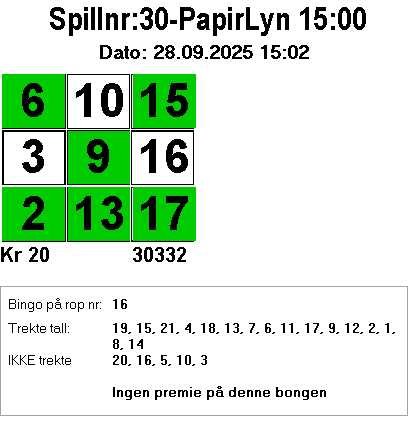 Spillnr:30-PapirLyn 15:00
Dato: 28.09.2025 15:02
6 10 15
3 9 16
2 13 17
Kr 20 30332
Bingo på rop nr: 16
Trekte tall: 19, 15, 21, 4, 18, 13, 7, 6, 11, 17, 9, 12, 2, 1,
8, 14
IKKE trekte 20, 16, 5, 10, 3
Ingen premie på denne bongen